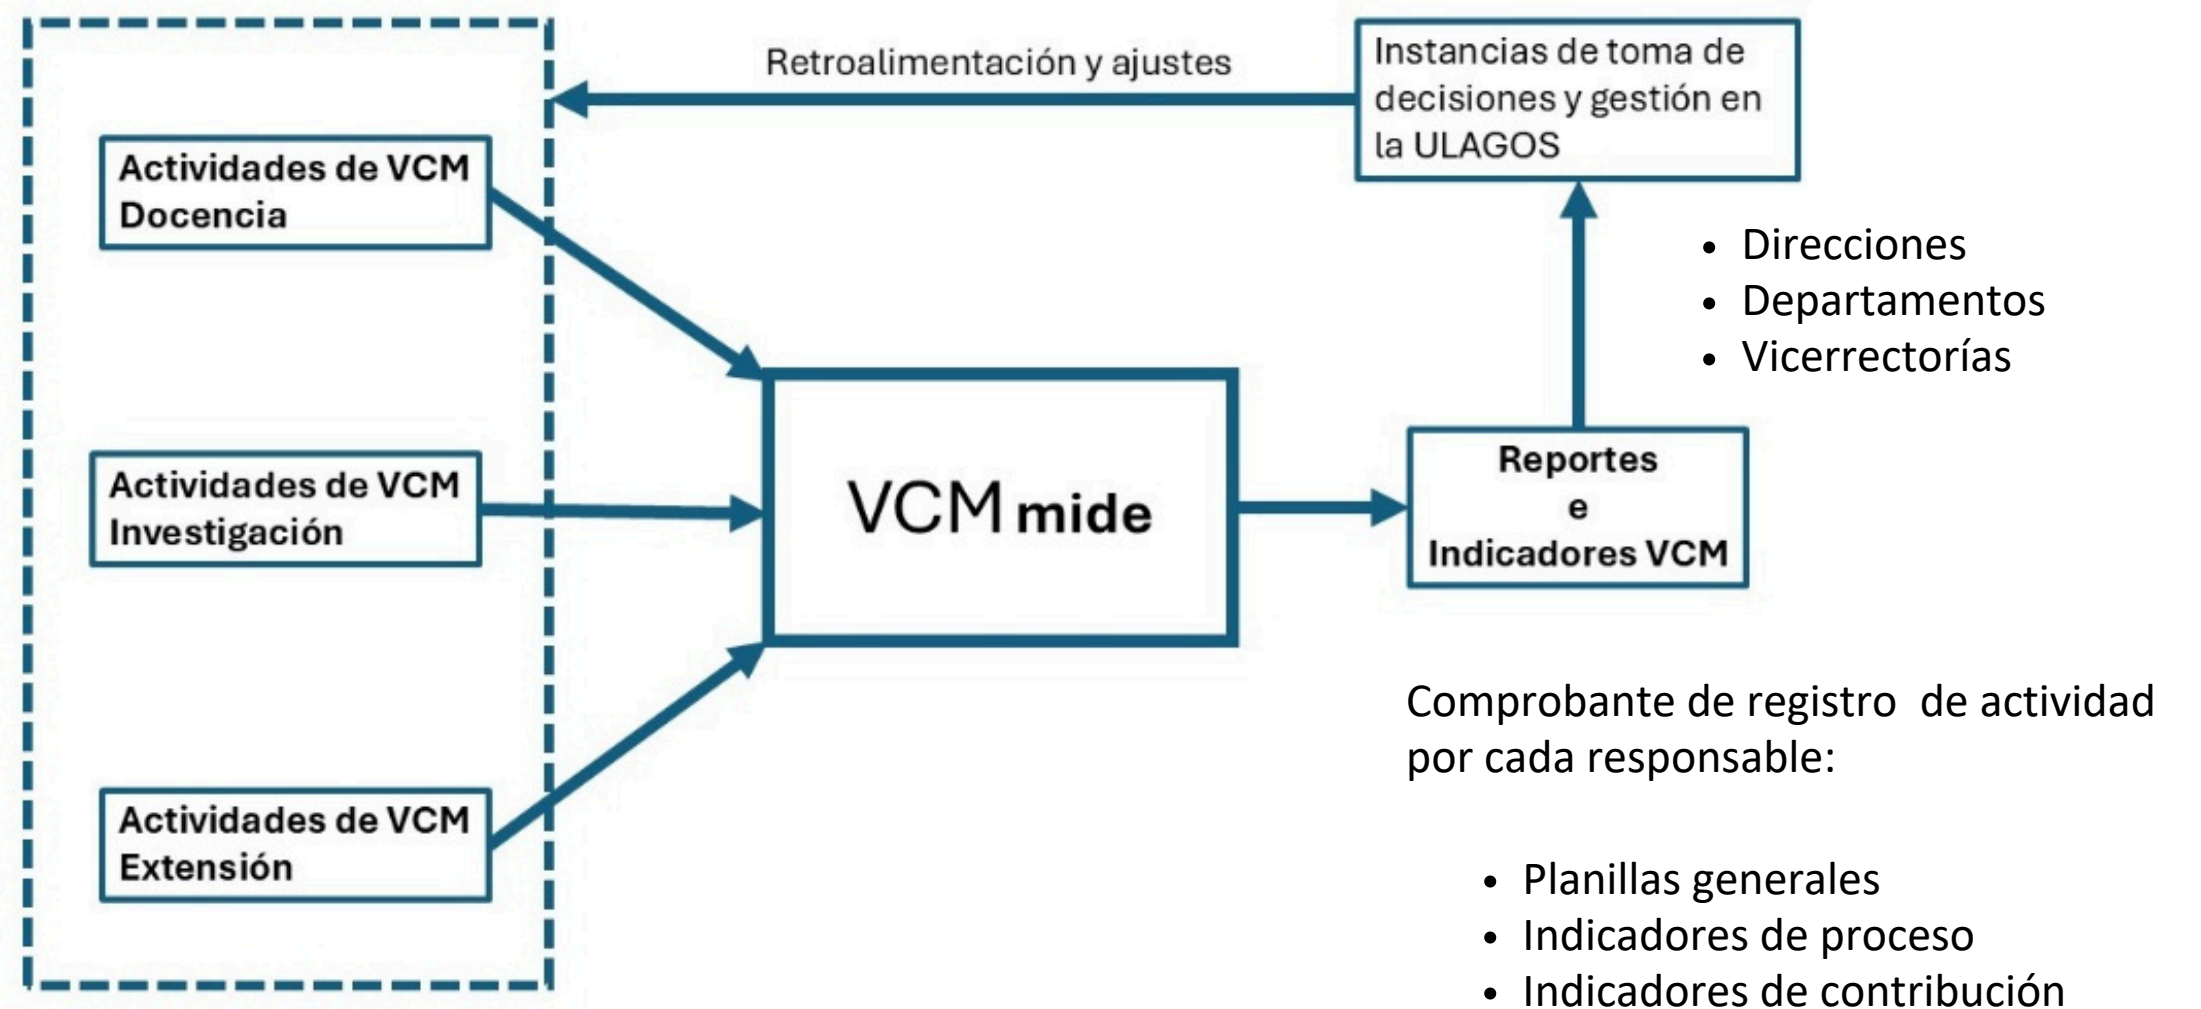 Retroalimentación y ajustes
Instancias de toma de
decisiones y gestión en
la ULAGOS
Actividades de VCM
Docencia
• Direcciones
• Departamentos
• Vicerrectorías
Actividades de VCM
Investigación
VCM mide
Reportes
e
Indicadores VCM
Actividades de VCM
Extensión
Comprobante de registro  de actividad
por cada responsable:
• Planillas generales
• Indicadores de proceso
• Indicadores de contribución